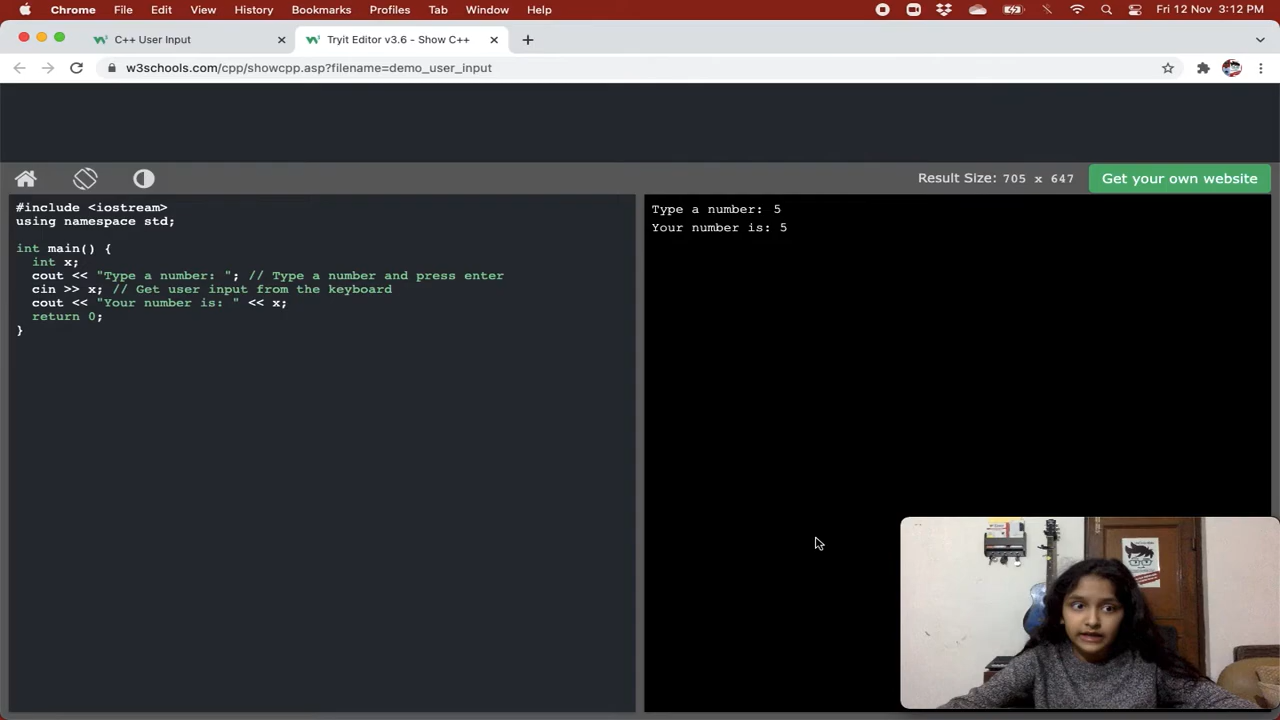 Chrome File Edit View History Bookmarks Profiles Tab Window Help Fri 12 Nov 3:12 PM
C++ User Input Tryit Editor v3.6 - Show C++
w3schools.com/cpp/showcpp.asp?filename=demo_user_input
Result Size: 705 x 647 Get your own website
#include <iostream>
using namespace std;
int main() {
int x;
cout << "Type a number: "; // Type a number and press enter
cin >> x; // Get user input from the keyboard
cout << "Your number is: " << x;
return 0;
}
Type a number: 5
Your number is: 5